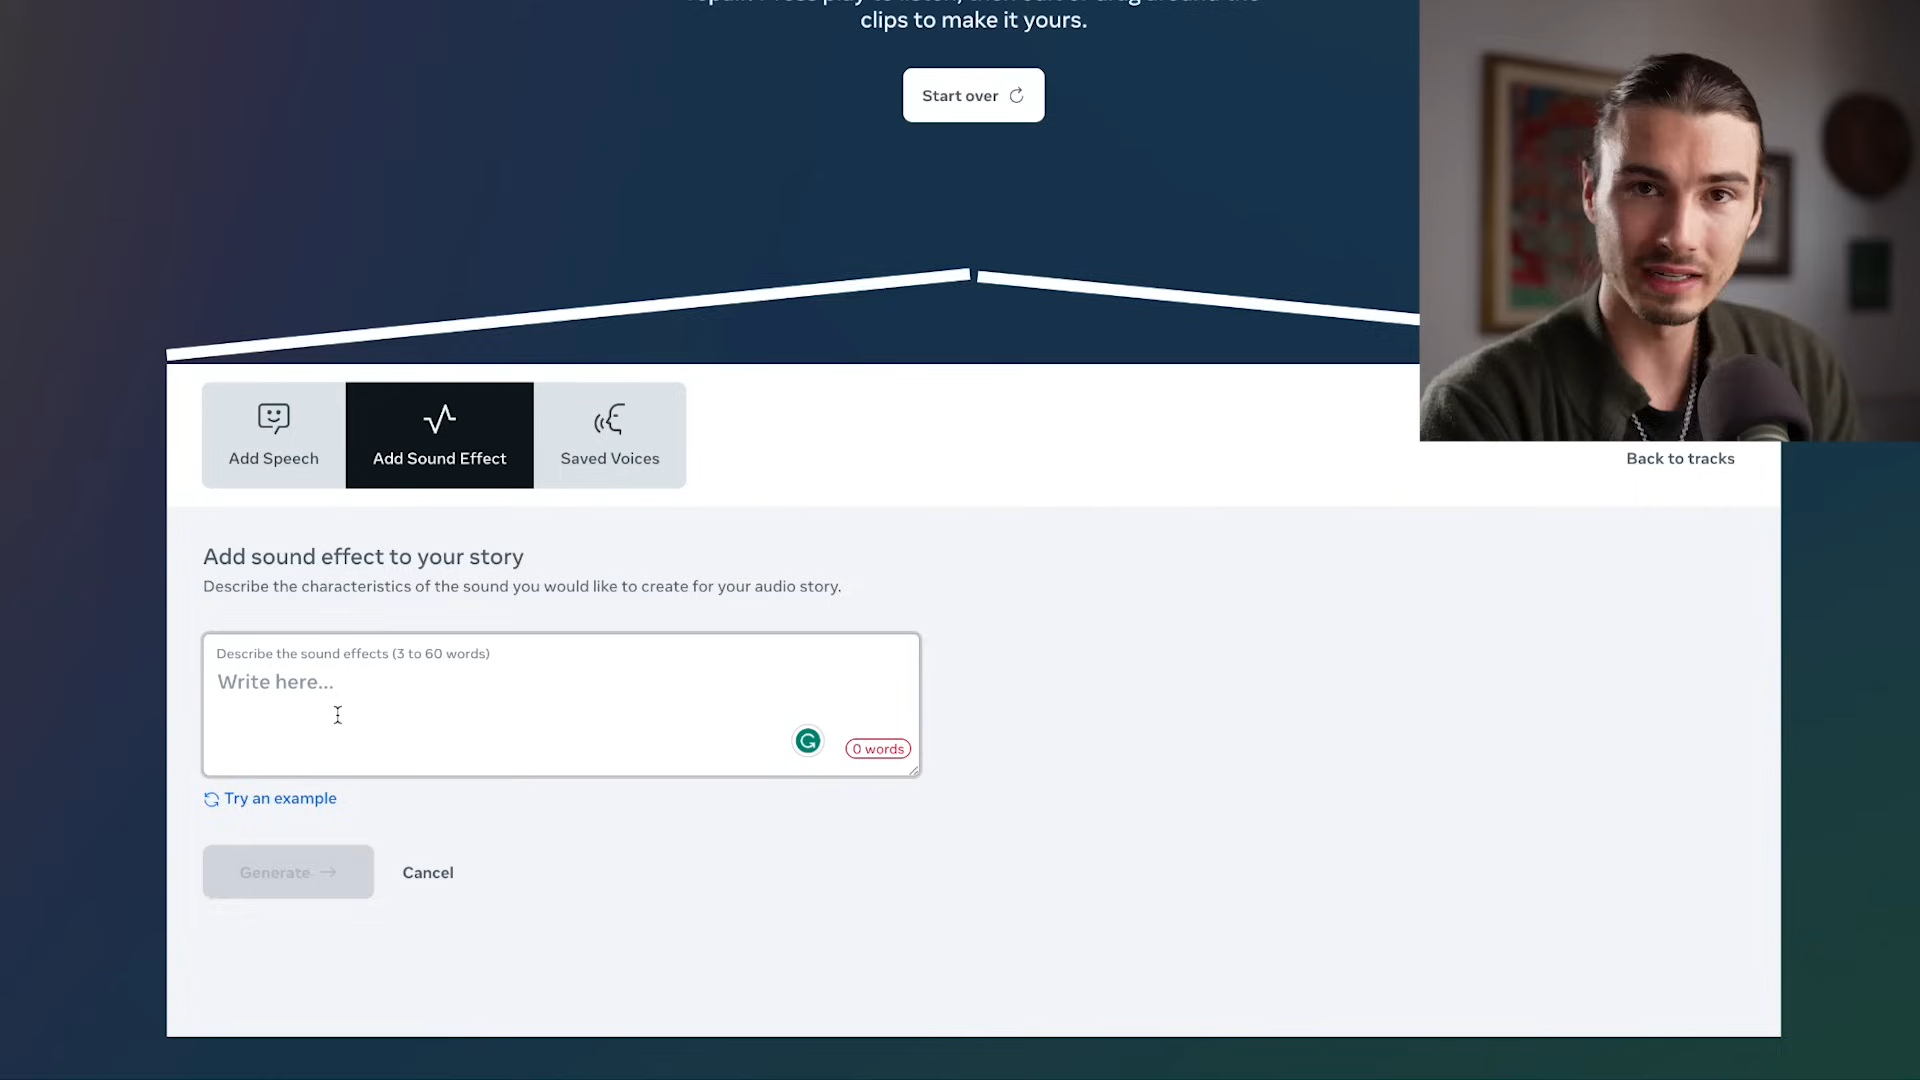 clips to make it yours.
Start over
Add Speech
Add Sound Effect
Saved Voices
Back to tracks
Add sound effect to your story
Describe the characteristics of the sound you would like to create for your audio story.
Describe the sound effects (3 to 60 words)
Write here...
0 words
Try an example
Generate
Cancel